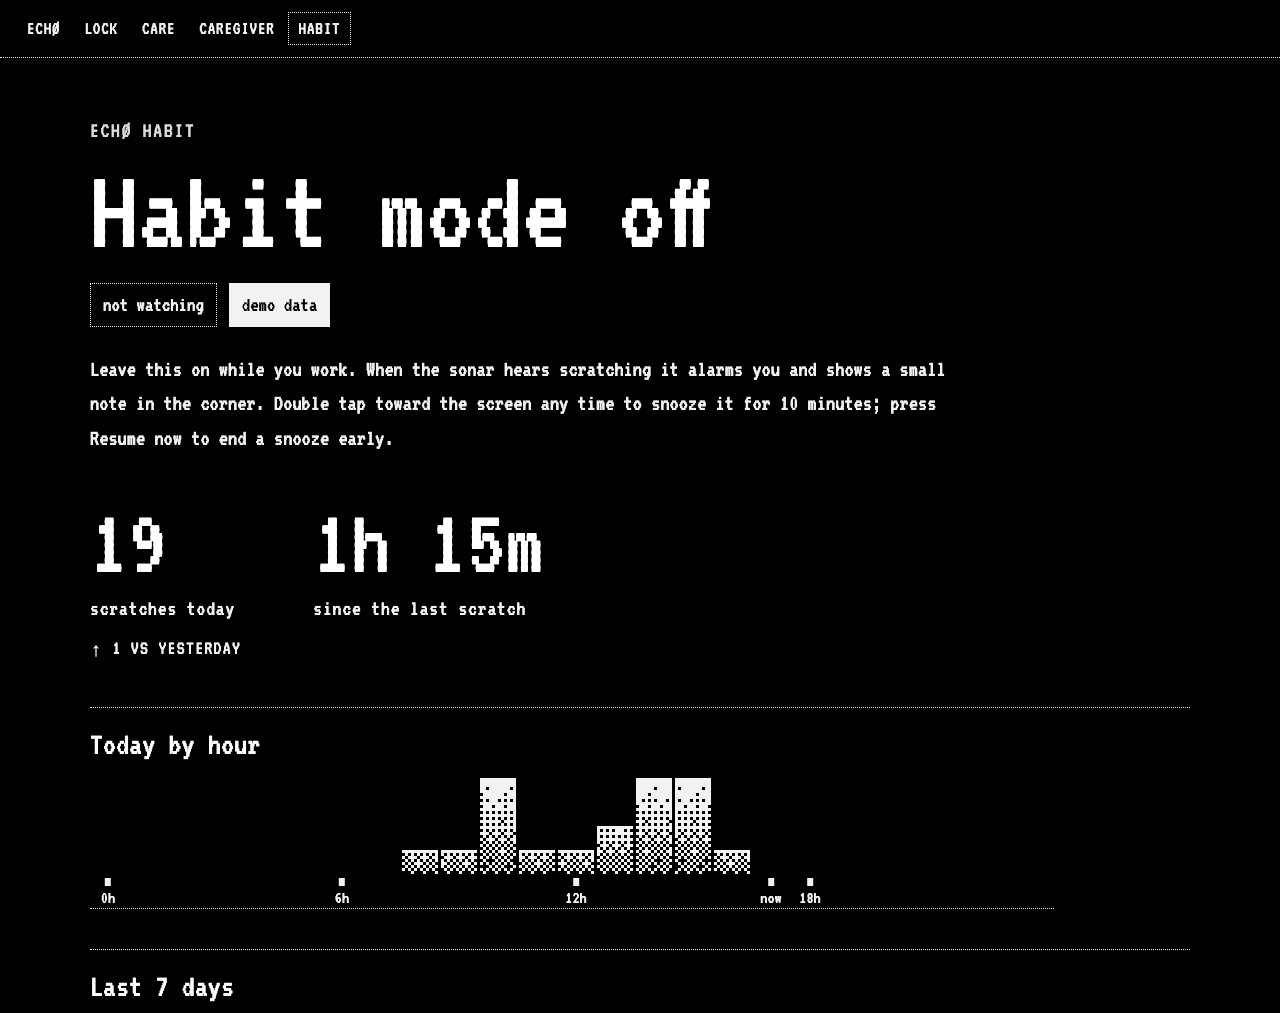 ECHØ LOCK CARE CAREGIVER HABIT
ECHØ HABIT
Habit mode off
not watching demo data
Leave this on while you work. When the sonar hears scratching it alarms you and shows a small
note in the corner. Double tap toward the screen any time to snooze it for 10 minutes; press
Resume now to end a snooze early.
19 1h 15m
scratches today since the last scratch
↑ 1 VS YESTERDAY
Today by hour
0h 6h 12h now 18h
Last 7 days